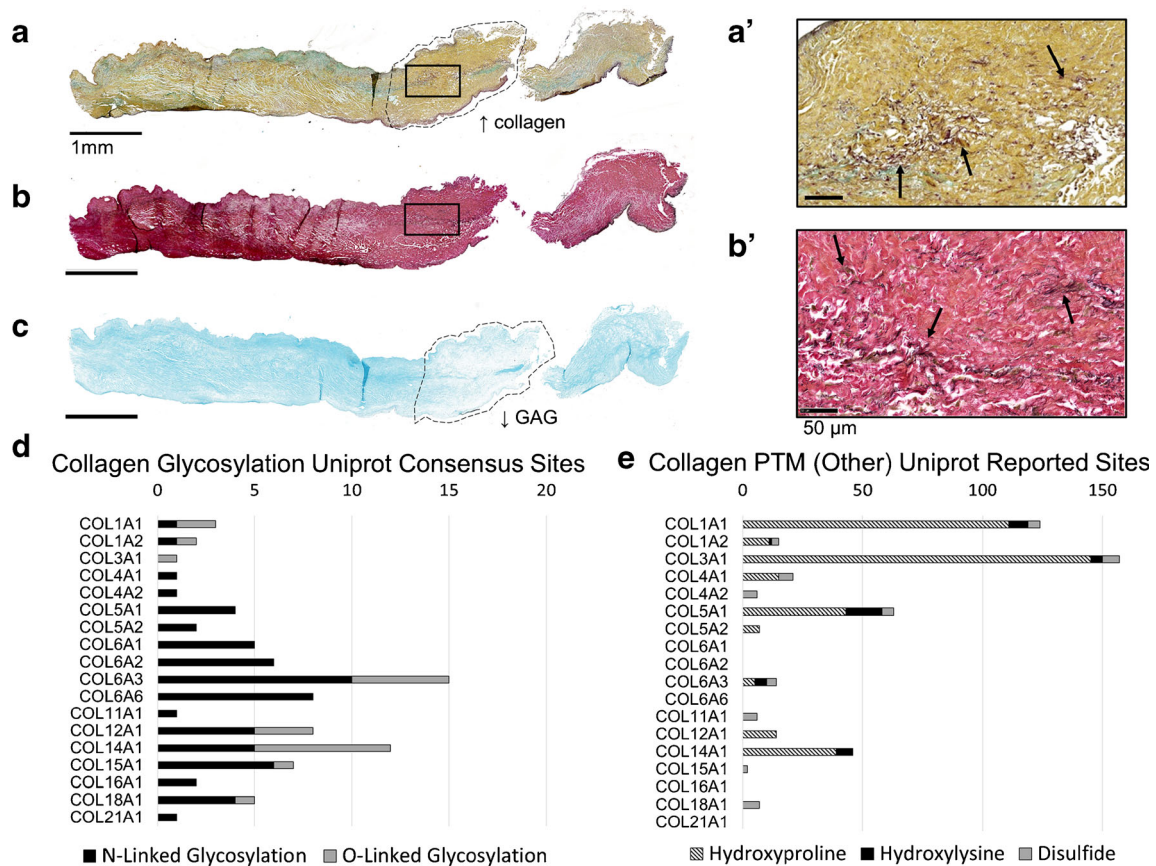 a
1mm
↑ collagen
a’
b
b’
50 µm
c
↓ GAG
d
Collagen Glycosylation Uniprot Consensus Sites
0 5 10 15 20
COL1A1
COL1A2
COL3A1
COL4A1
COL4A2
COL5A1
COL5A2
COL6A1
COL6A2
COL6A3
COL6A6
COL11A1
COL12A1
COL14A1
COL15A1
COL16A1
COL18A1
COL21A1
N-Linked Glycosylation O-Linked Glycosylation
e
Collagen PTM (Other) Uniprot Reported Sites
0 50 100 150
COL1A1
COL1A2
COL3A1
COL4A1
COL4A2
COL5A1
COL5A2
COL6A1
COL6A2
COL6A3
COL6A6
COL11A1
COL12A1
COL14A1
COL15A1
COL16A1
COL18A1
COL21A1
Hydroxyproline Hydroxylysine Disulfide